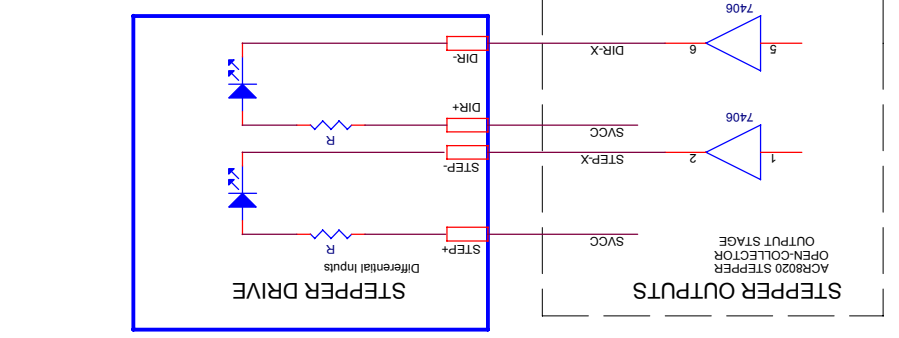 STEPPER OUTPUTS
ACR8020 STEPPER
OPEN-COLLECTOR
OUTPUT STAGE
STEPPER DRIVE
Differential Inputs
SVCC
STEP+
R
1
2
STEP-X
STEP-
7406
SVCC
DIR+
R
5
6
DIR-X
DIR-
7406